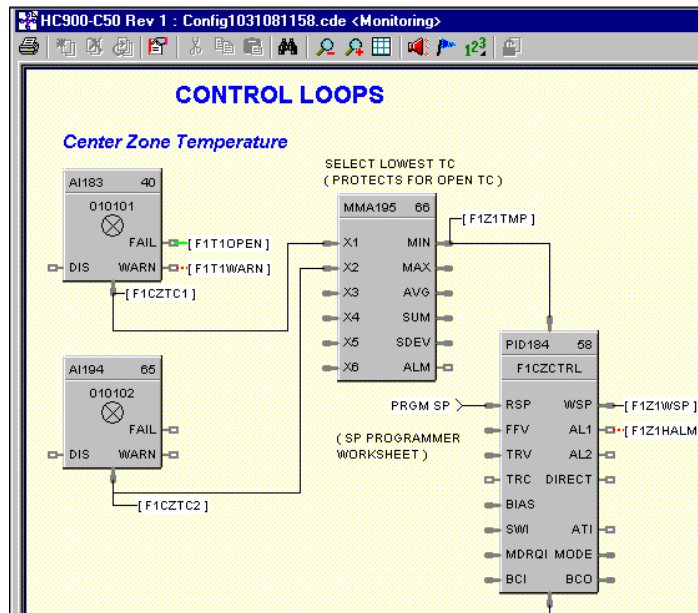 HC900-C50 Rev 1 : Config1031081158.cde <Monitoring>
123
CONTROL LOOPS
Center Zone Temperature
AI183 40
010101
FAIL
DIS WARN
[ F1T1OPEN ]
[ F1T1WARN ]
[ F1CZTC1 ]
AI194 65
010102
FAIL
DIS WARN
[ F1CZTC2 ]
SELECT LOWEST TC
( PROTECTS FOR OPEN TC )
MMA195 66
X1 MIN
X2 MAX
X3 AVG
X4 SUM
X5 SDEV
X6 ALM
[ F1Z1TMP ]
PRGM SP
( SP PROGRAMMER
WORKSHEET )
PID184 58
F1CZCTRL
RSP WSP
FFV AL1
TRV AL2
TRC DIRECT
BIAS
SWI ATI
MDRQI MODE
BCI BCO
[ F1Z1WSP ]
[ F1Z1HALM